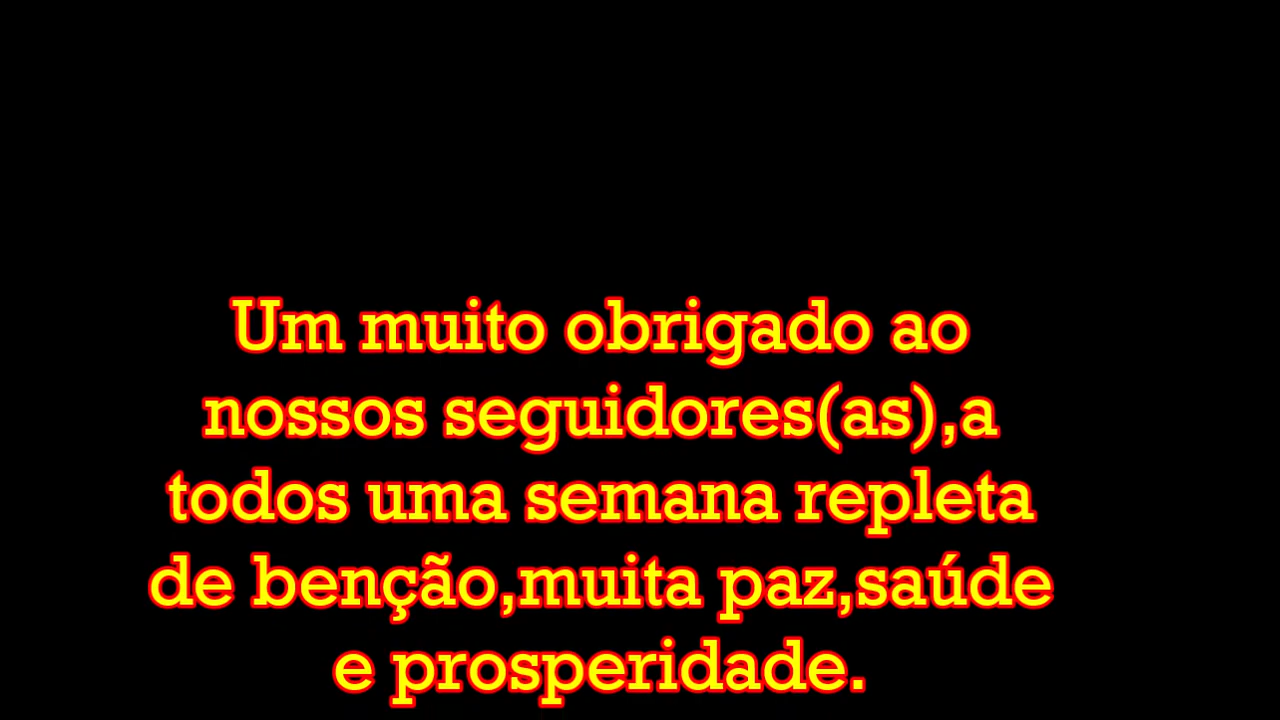 Um muito obrigado ao
nossos seguidores(as),a
todos uma semana repleta
de benção,muita paz,saúde
e prosperidade.